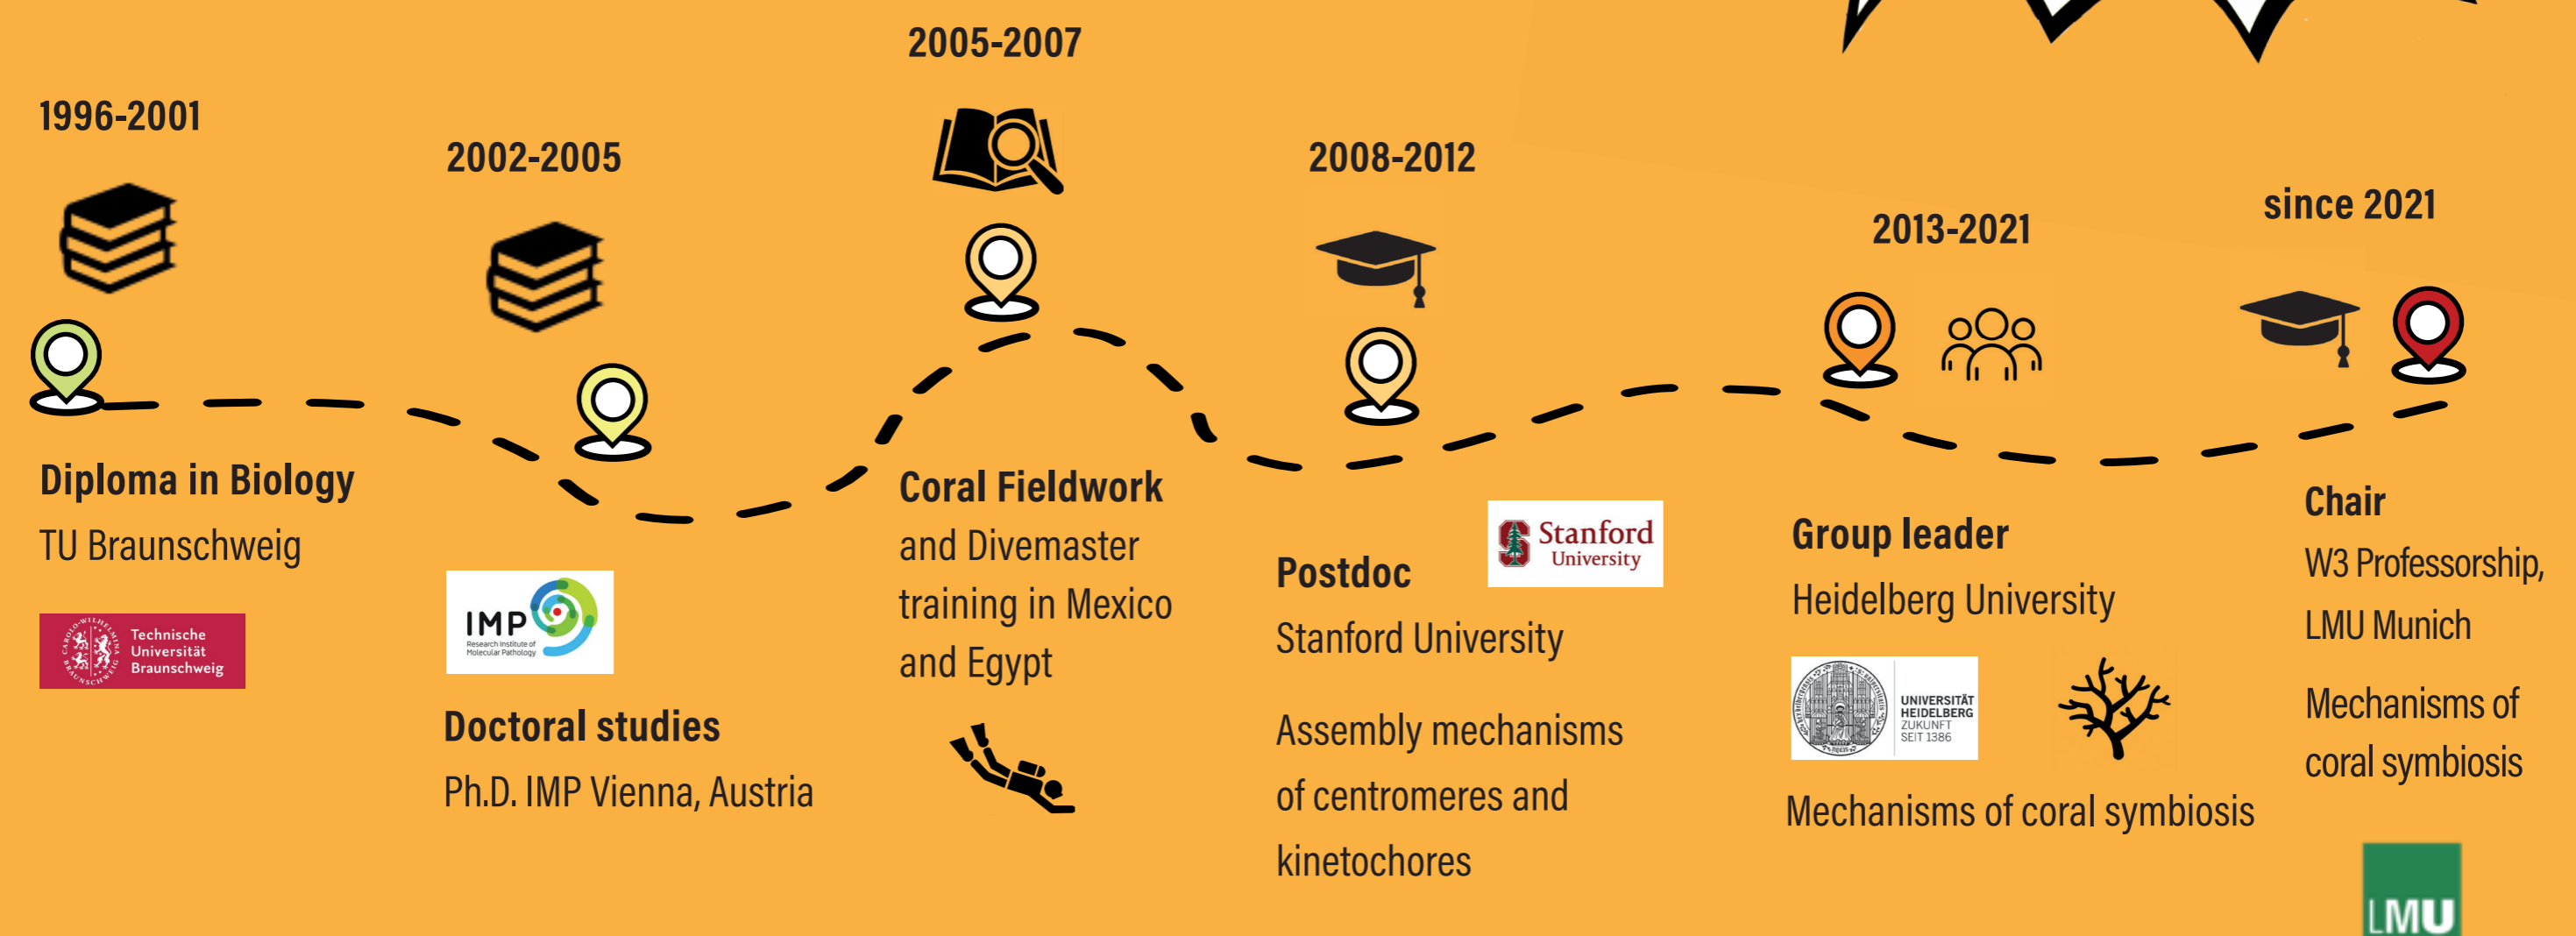 1996-2001
Diploma in Biology
TU Braunschweig
CAROLO-WILHELMINA
BRAUNSCHWEIG
Technische
Universität
Braunschweig
2002-2005
IMP
Research Institute of
Molecular Pathology
Doctoral studies
Ph.D. IMP Vienna, Austria
2005-2007
Coral Fieldwork
and Divemaster
training in Mexico
and Egypt
2008-2012
Stanford
University
Postdoc
Stanford University
Assembly mechanisms
of centromeres and
kinetochores
2013-2021
Group leader
Heidelberg University
UNIVERSITÄT
HEIDELBERG
ZUKUNFT
SEIT 1386
Mechanisms of coral symbiosis
since 2021
Chair
W3 Professorship,
LMU Munich
Mechanisms of
coral symbiosis
LMU